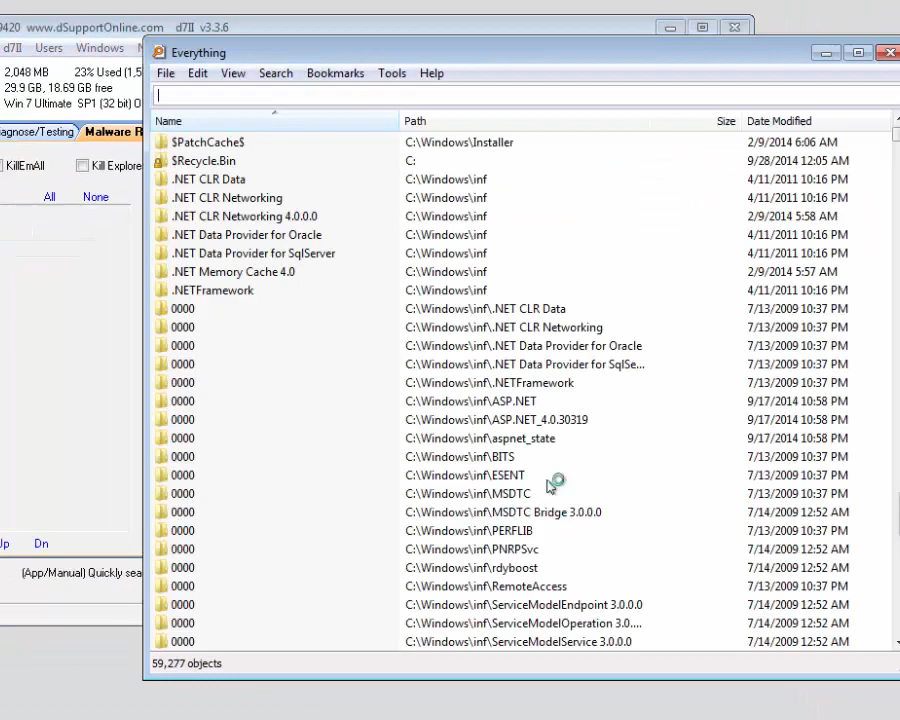 9420 www.dSupportOnline.com d7II v3.3.6
d7II Users Windows
2,048 MB 23% Used [1,5
29.9 GB, 18.69 GB free
Win 7 Ultimate SP1 (32 bit) O
agnose/Testing Malware R
KillEmAll Kill Explore
All None
Up Dn
(App/Manual) Quickly sea
Everything
File Edit View Search Bookmarks Tools Help
Name Path Size Date Modified
$PatchCache$ C:\Windows\Installer 2/9/2014 6:06 AM
$Recycle.Bin C: 9/28/2014 12:05 AM
.NET CLR Data C:\Windows\inf 4/11/2011 10:16 PM
.NET CLR Networking C:\Windows\inf 4/11/2011 10:16 PM
.NET CLR Networking 4.0.0.0 C:\Windows\inf 2/9/2014 5:58 AM
.NET Data Provider for Oracle C:\Windows\inf 4/11/2011 10:16 PM
.NET Data Provider for SqlServer C:\Windows\inf 4/11/2011 10:16 PM
.NET Memory Cache 4.0 C:\Windows\inf 2/9/2014 5:57 AM
.NETFramework C:\Windows\inf 4/11/2011 10:16 PM
0000 C:\Windows\inf\.NET CLR Data 7/13/2009 10:37 PM
0000 C:\Windows\inf\.NET CLR Networking 7/13/2009 10:37 PM
0000 C:\Windows\inf\.NET Data Provider for Oracle 7/13/2009 10:37 PM
0000 C:\Windows\inf\.NET Data Provider for SqlSe... 7/13/2009 10:37 PM
0000 C:\Windows\inf\.NETFramework 7/13/2009 10:37 PM
0000 C:\Windows\inf\ASP.NET 9/17/2014 10:58 PM
0000 C:\Windows\inf\ASP.NET_4.0.30319 9/17/2014 10:58 PM
0000 C:\Windows\inf\aspnet_state 9/17/2014 10:58 PM
0000 C:\Windows\inf\BITS 7/13/2009 10:37 PM
0000 C:\Windows\inf\ESENT 7/13/2009 10:37 PM
0000 C:\Windows\inf\MSDTC 7/13/2009 10:37 PM
0000 C:\Windows\inf\MSDTC Bridge 3.0.0.0 7/14/2009 12:52 AM
0000 C:\Windows\inf\PERFLIB 7/13/2009 10:37 PM
0000 C:\Windows\inf\PNRPSvc 7/14/2009 12:52 AM
0000 C:\Windows\inf\rdyboost 7/14/2009 12:52 AM
0000 C:\Windows\inf\RemoteAccess 7/13/2009 10:37 PM
0000 C:\Windows\inf\ServiceModelEndpoint 3.0.0.0 7/14/2009 12:52 AM
0000 C:\Windows\inf\ServiceModelOperation 3.0.... 7/14/2009 12:52 AM
0000 C:\Windows\inf\ServiceModelService 3.0.0.0 7/14/2009 12:52 AM
59,277 objects